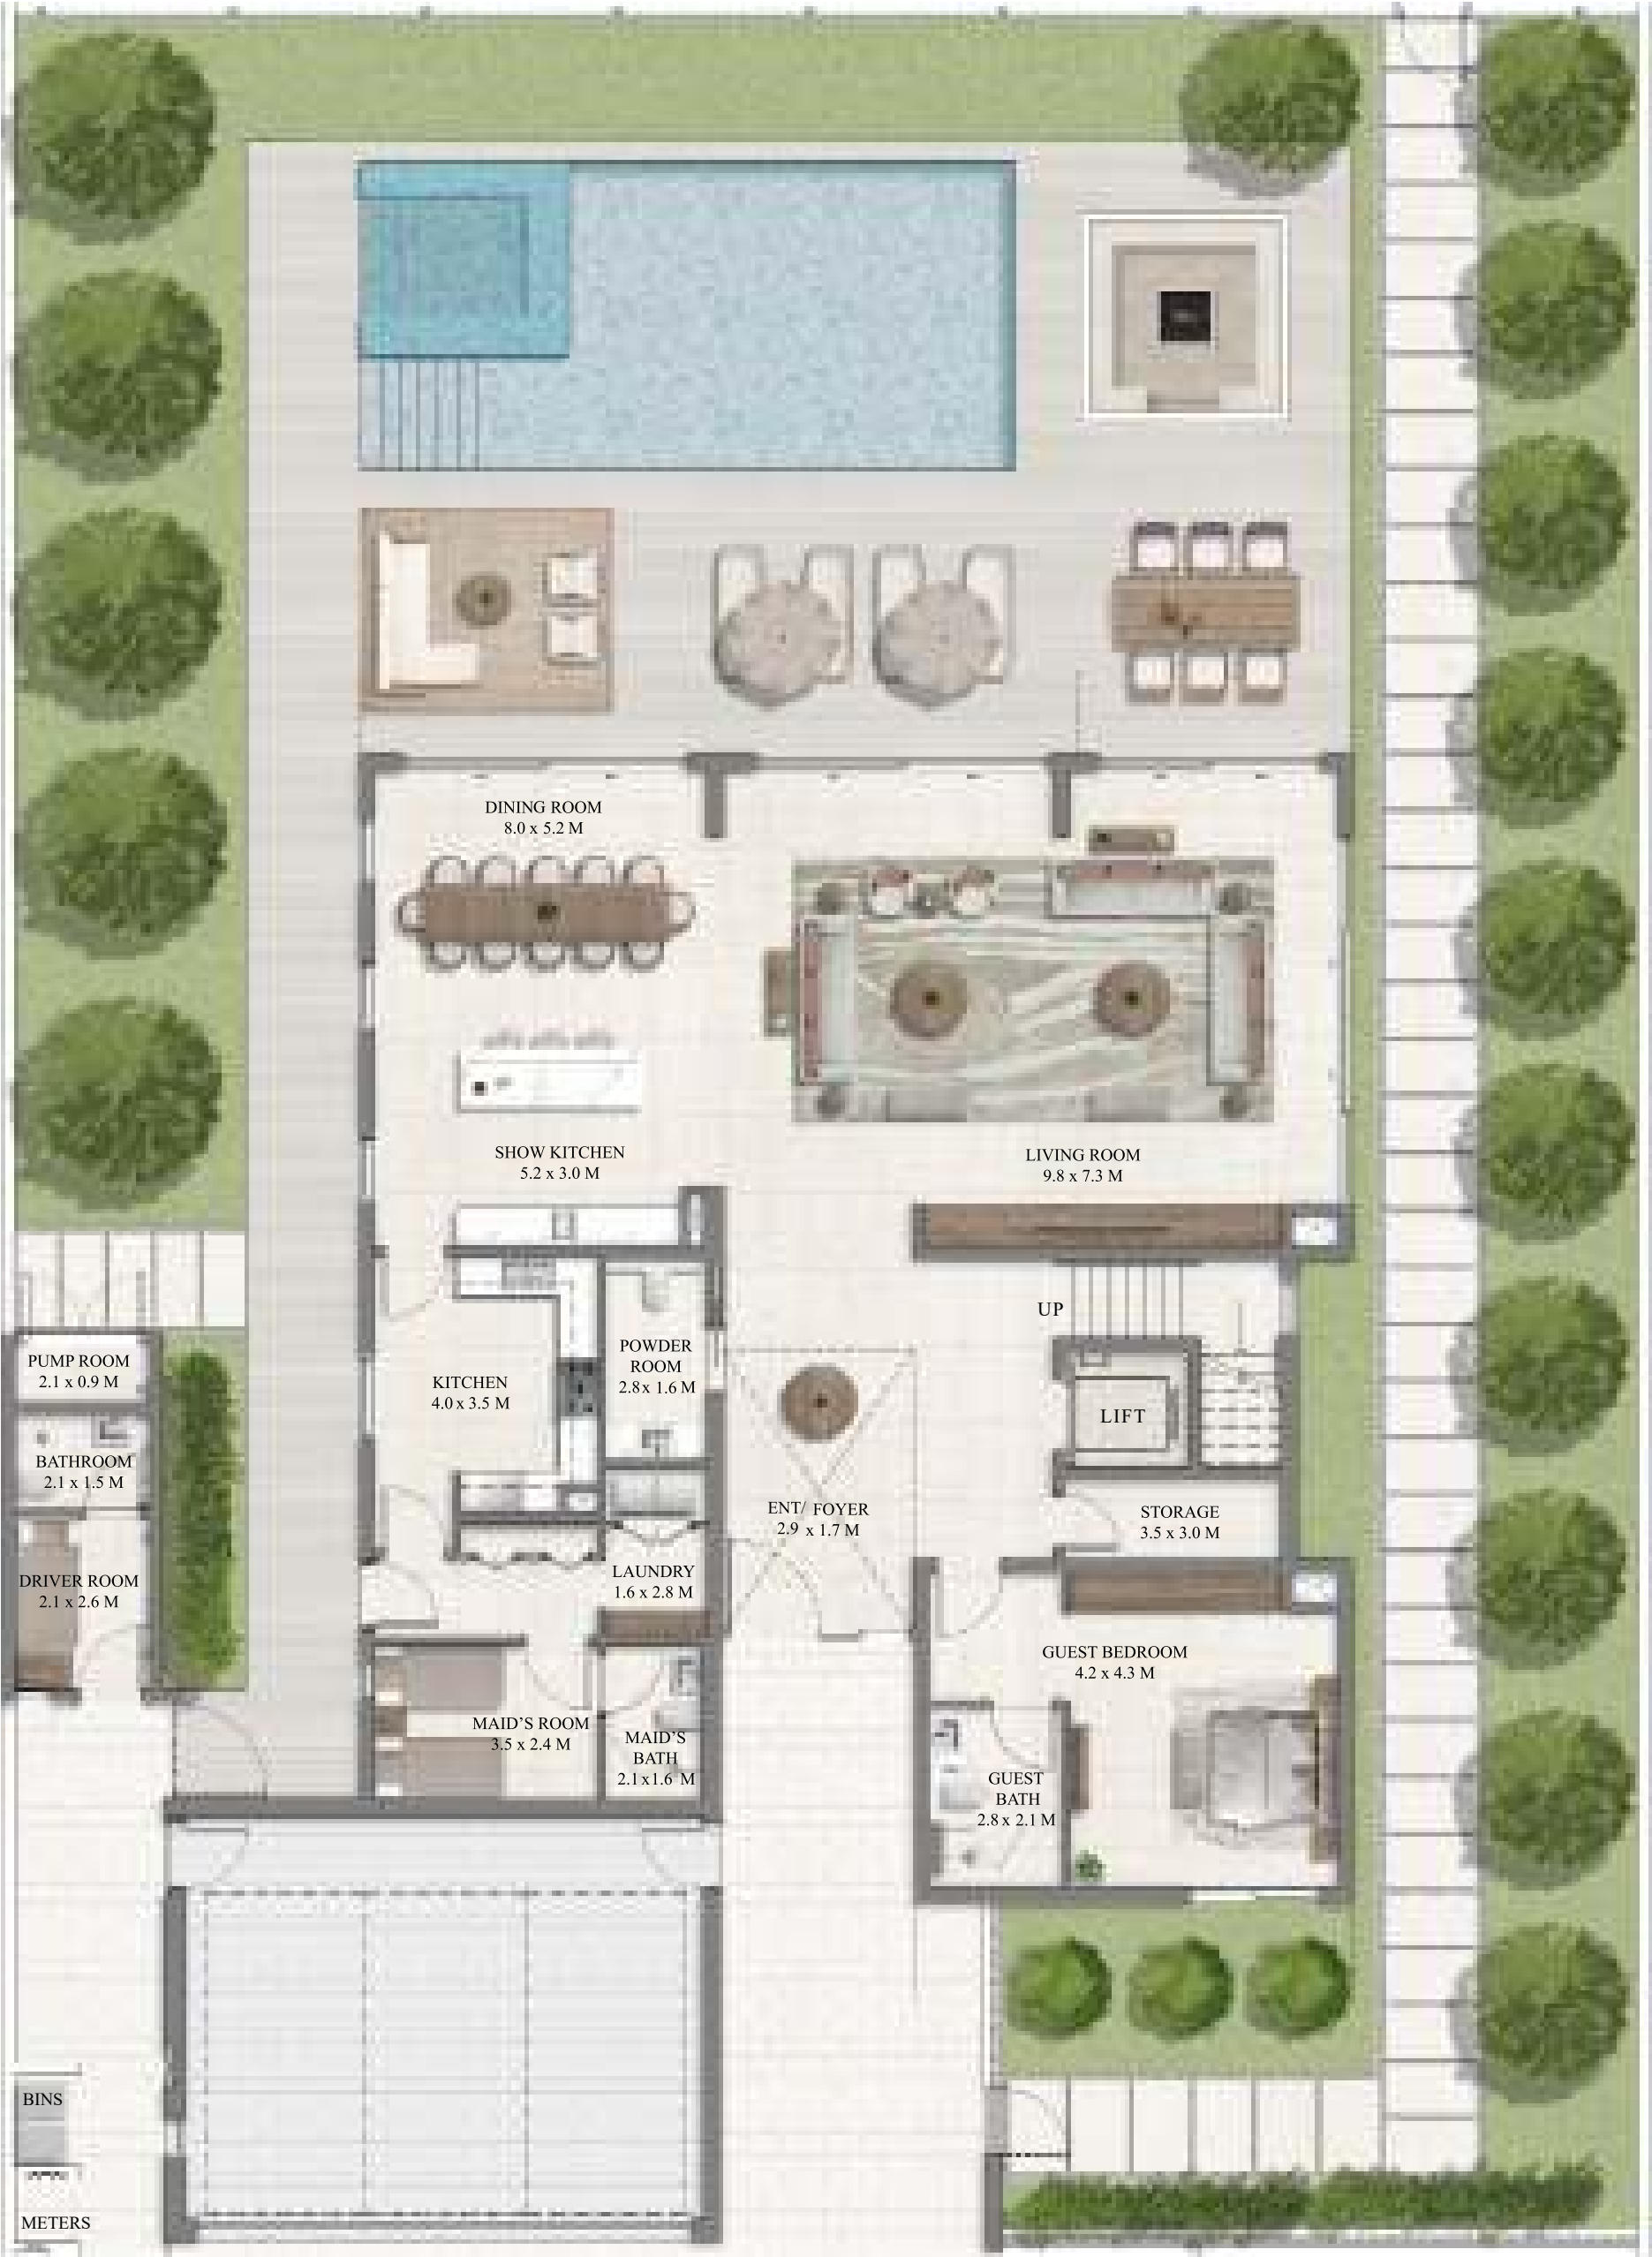 DINING ROOM
8.0 x 5.2 M
SHOW KITCHEN
5.2 x 3.0 M
LIVING ROOM
9.8 x 7.3 M
UP
POWDER
ROOM
2.8 x 1.6 M
PUMP ROOM
2.1 x 0.9 M
KITCHEN
4.0 x 3.5 M
LIFT
BATHROOM
2.1 x 1.5 M
ENT/ FOYER
2.9 x 1.7 M
STORAGE
3.5 x 3.0 M
DRIVER ROOM
2.1 x 2.6 M
LAUNDRY
1.6 x 2.8 M
GUEST BEDROOM
4.2 x 4.3 M
MAID'S ROOM
3.5 x 2.4 M
MAID'S
BATH
2.1 x 1.6 M
GUEST
BATH
2.8 x 2.1 M
BINS
METERS